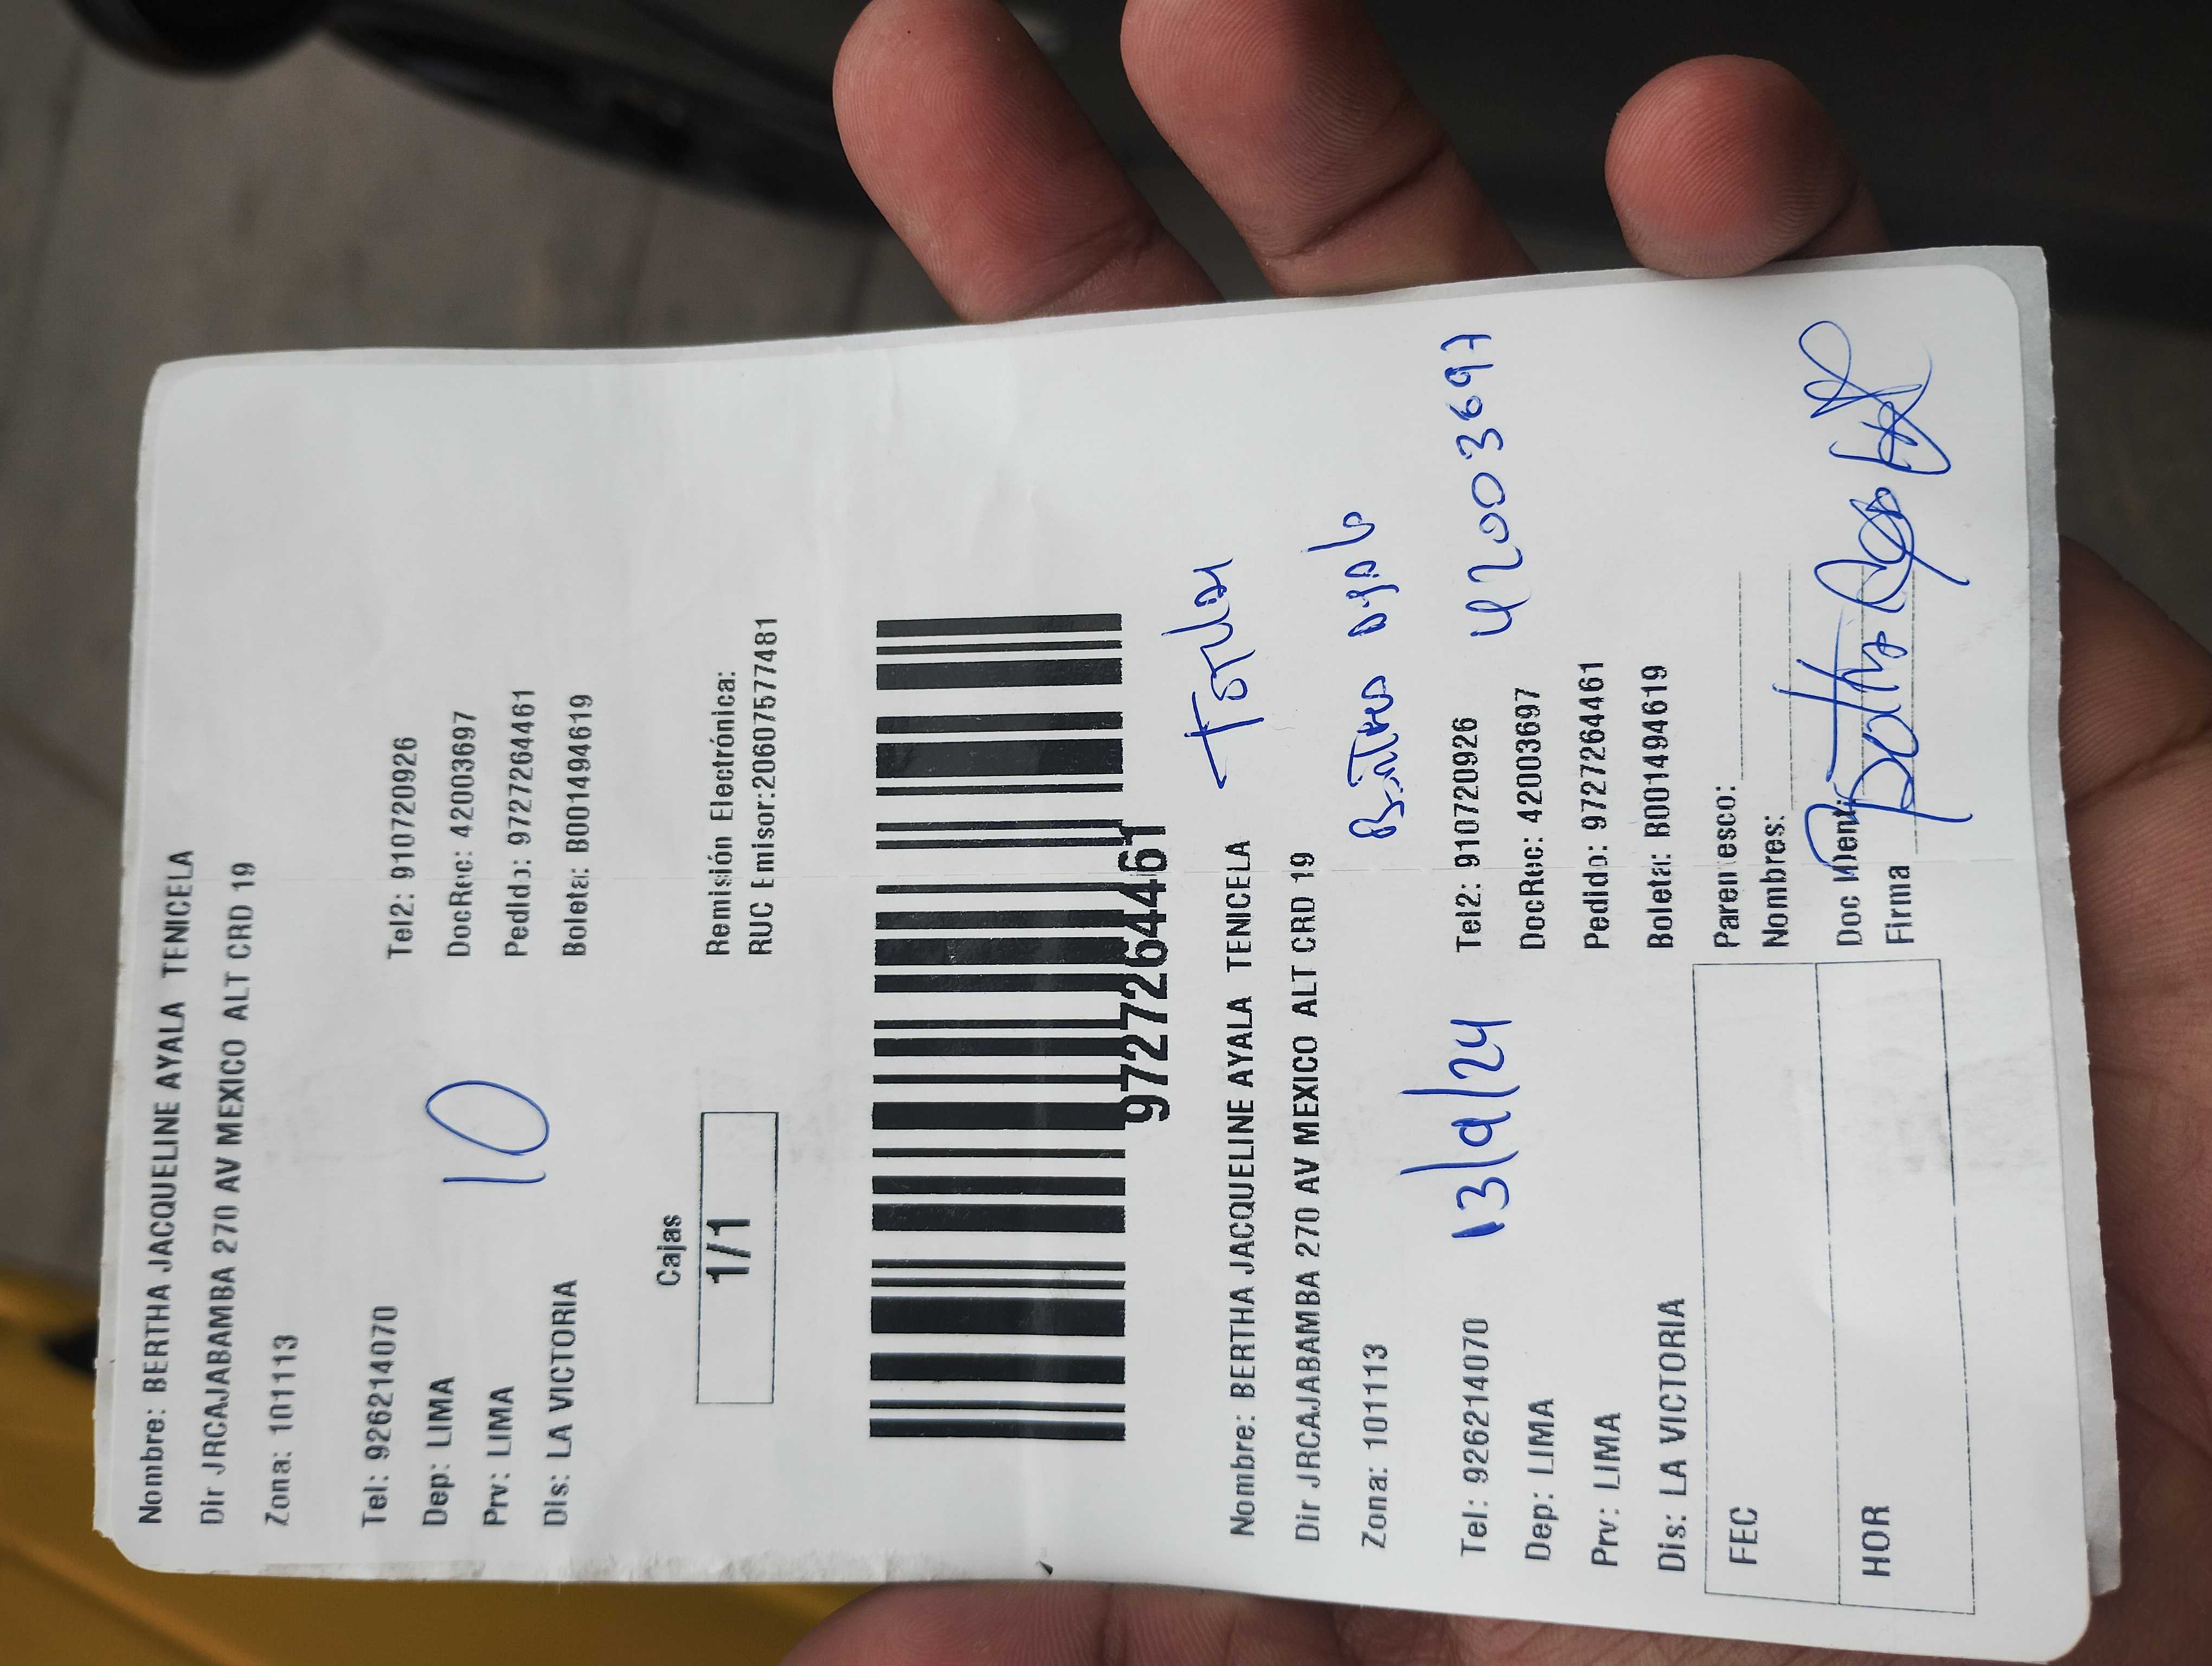 Nombre: BERTHA JACQUELINE AYALA TENICELA
Dir JRCAJABAMBA 270 AV MEXICO ALT CRD 19
Zona: 101113
Tel: 926214070 Tel2: 910720926
Dep: LIMA 10 DocRec: 42003697
Prv: LIMA Pedido: 9727264461
Dis: LA VICTORIA Boleta: B001494619
Cajas Remisión Electrónica:
1/1 RUC Emisor:20607577481
9727264461
Nombre: BERTHA JACQUELINE AYALA TENICELA
Dir JRCAJABAMBA 270 AV MEXICO ALT CRD 19
Zona: 101113
Tel: 926214070 13/9/24 Tel2: 910720926 42003697
Dep: LIMA DocRec: 42003697
Prv: LIMA Pedido: 9727264461
Dis: LA VICTORIA Boleta: B001494619
FEC Parentesco:
Nombres:
HOR Doc Ident
Firma